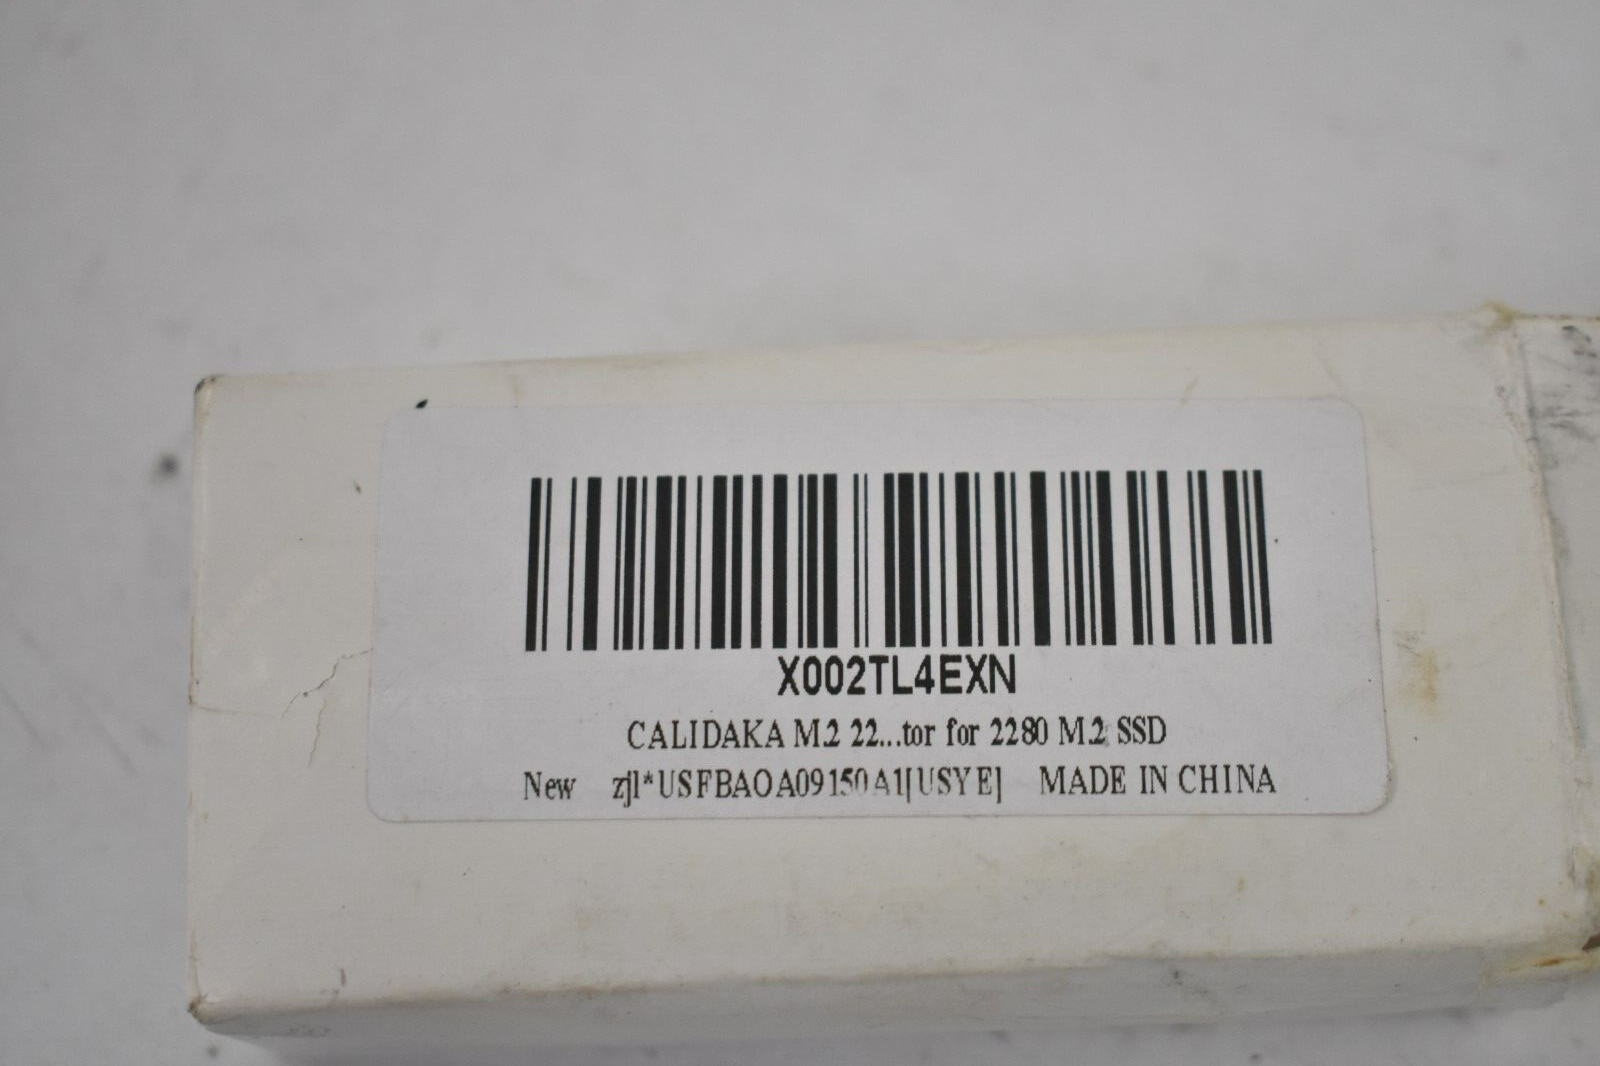 X002TL4EXN
CALIDAKA M.2 22...tor for 2280 M.2 SSD
New zjl*USFBAOA09150A1[USYE] MADE IN CHINA